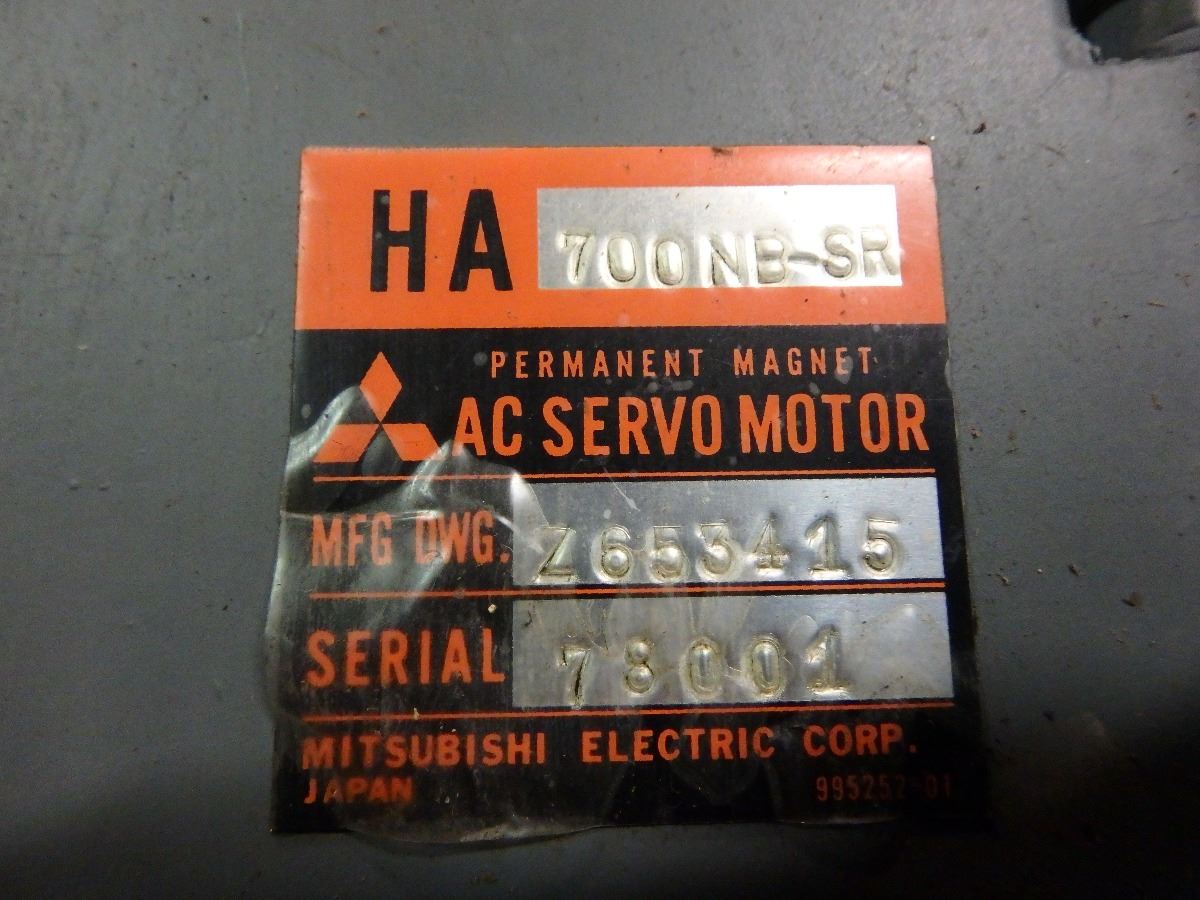 HA 700NB-SR
PERMANENT MAGNET
AC SERVO MOTOR
MFG DWG. Z653415
SERIAL 78001
MITSUBISHI ELECTRIC CORP.
JAPAN 995252-01